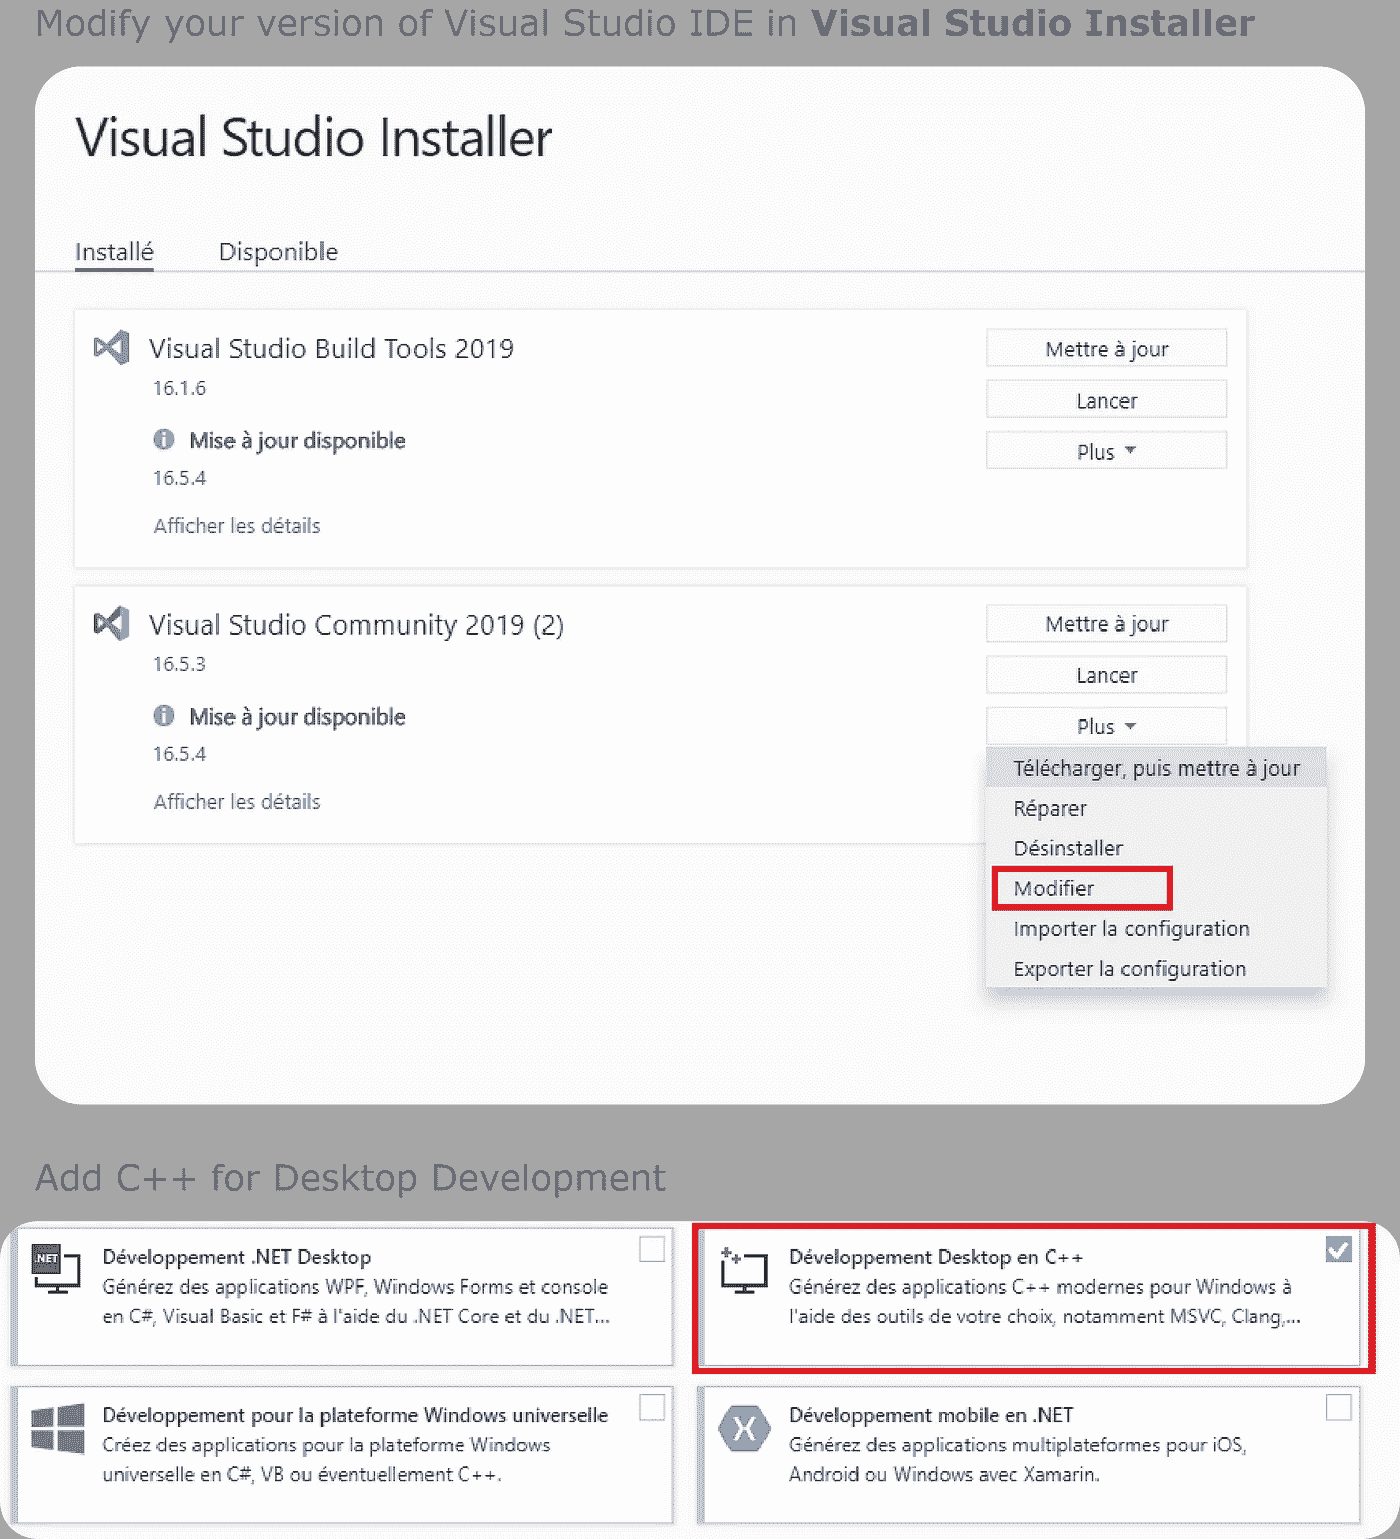 Modify your version of Visual Studio IDE in Visual Studio Installer
Visual Studio Installer
Installé Disponible
Visual Studio Build Tools 2019
16.1.6
Mise à jour disponible
16.5.4
Afficher les détails
Mettre à jour
Lancer
Plus
Visual Studio Community 2019 (2)
16.5.3
Mise à jour disponible
16.5.4
Afficher les détails
Mettre à jour
Lancer
Plus
Télécharger, puis mettre à jour
Réparer
Désinstaller
Modifier
Importer la configuration
Exporter la configuration
Add C++ for Desktop Development
.NET
Développement .NET Desktop
Générez des applications WPF, Windows Forms et console
en C#, Visual Basic et F# à l'aide du .NET Core et du .NET...
Développement Desktop en C++
Générez des applications C++ modernes pour Windows à
l'aide des outils de votre choix, notamment MSVC, Clang,...
Développement pour la plateforme Windows universelle
Créez des applications pour la plateforme Windows
universelle en C#, VB ou éventuellement C++.
Développement mobile en .NET
Générez des applications multiplateformes pour iOS,
Android ou Windows avec Xamarin.